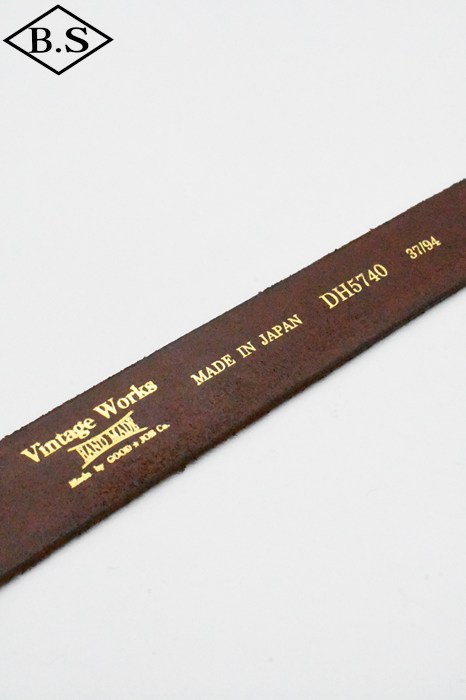 B.S
Vintage Works
HAND MADE
Made by GOOD ★ JOB Co.
MADE IN JAPAN
DH5740
37/94